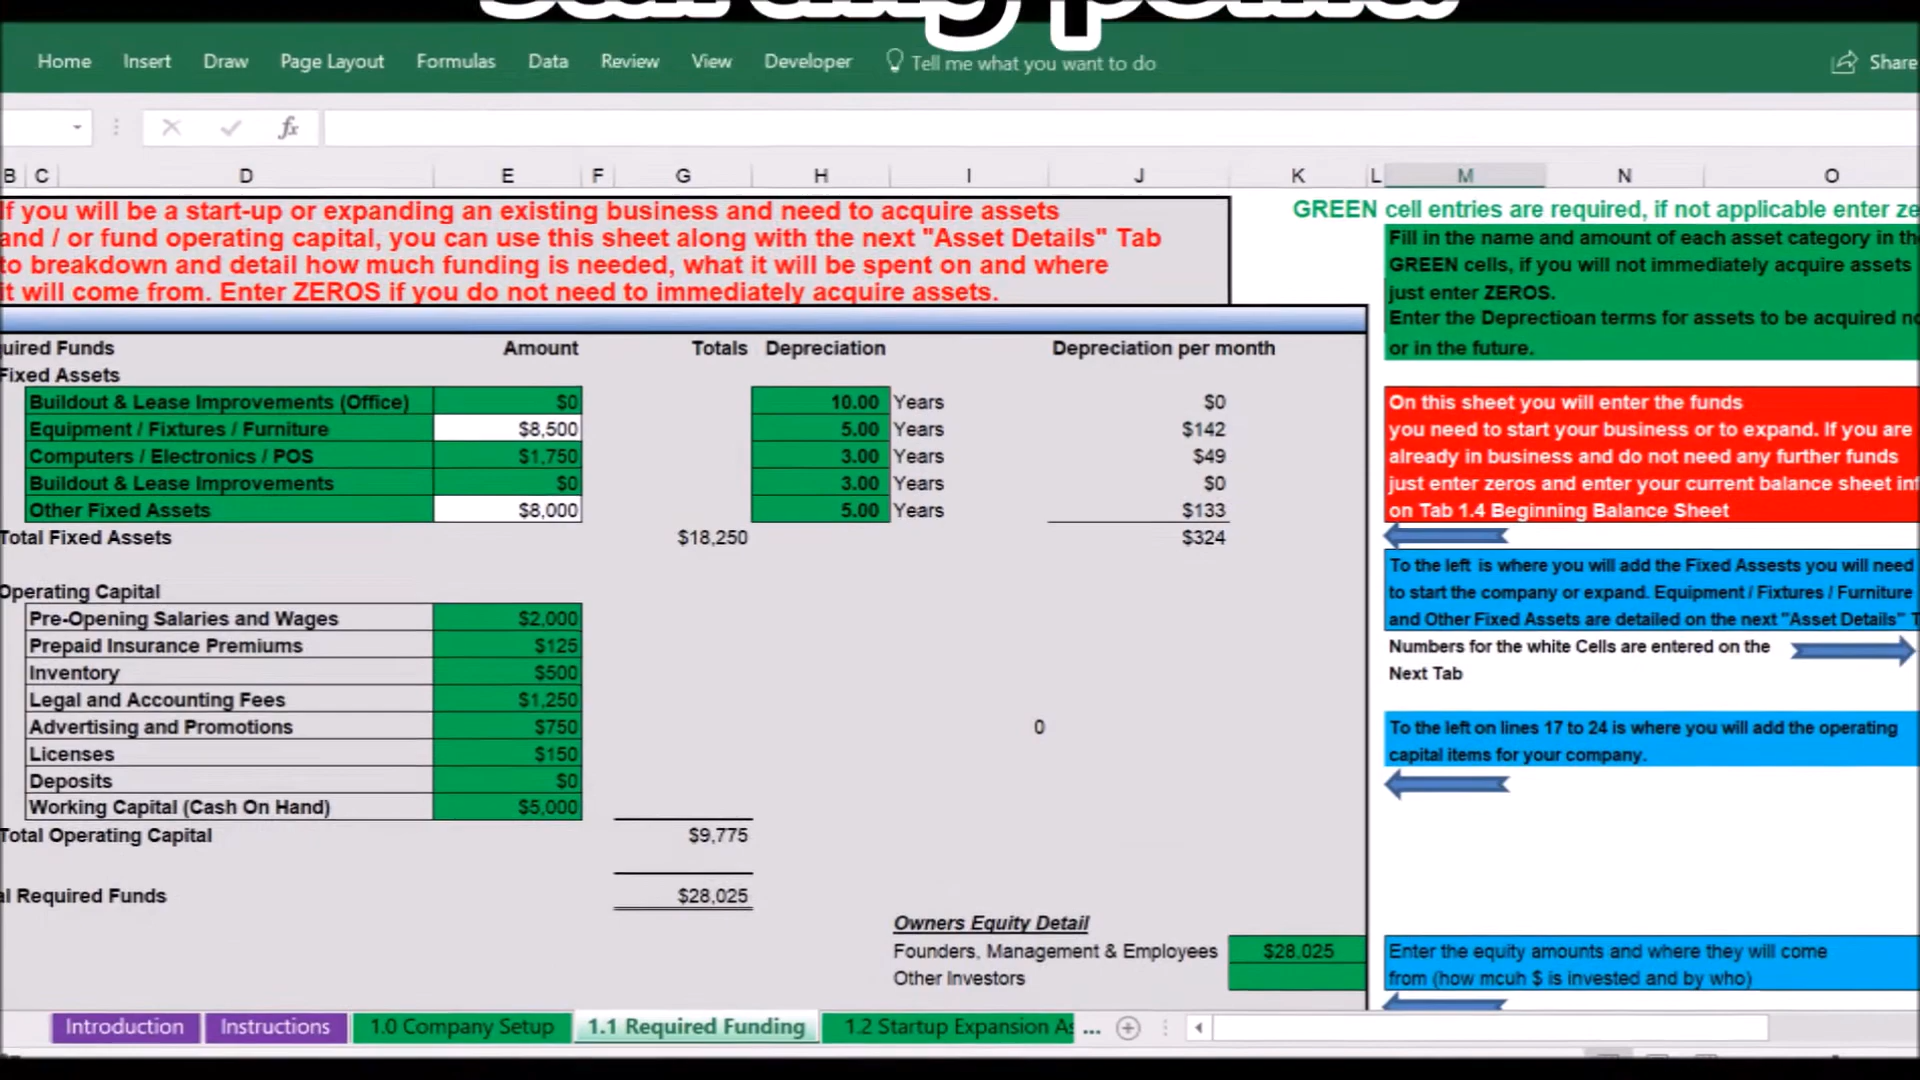 Starting point
Home Insert Draw Page Layout Formulas Data Review View Developer Tell me what you want to do Share
fx
B C D E F G H I J K L M N O
If you will be a start-up or expanding an existing business and need to acquire assets
and / or fund operating capital, you can use this sheet along with the next "Asset Details" Tab
to breakdown and detail how much funding is needed, what it will be spent on and where
it will come from. Enter ZEROS if you do not need to immediately acquire assets.
GREEN cell entries are required, if not applicable enter ze
Fill in the name and amount of each asset category in the
GREEN cells, if you will not immediately acquire assets
just enter ZEROS.
Enter the Deprectioan terms for assets to be acquired no
or in the future.
uired Funds Amount Totals Depreciation Depreciation per month
Fixed Assets
Buildout & Lease Improvements (Office) $0 10.00 Years $0
Equipment / Fixtures / Furniture $8,500 5.00 Years $142
Computers / Electronics / POS $1,750 3.00 Years $49
Buildout & Lease Improvements $0 3.00 Years $0
Other Fixed Assets $8,000 5.00 Years $133
Total Fixed Assets $18,250 $324
On this sheet you will enter the funds
you need to start your business or to expand. If you are
already in business and do not need any further funds
just enter zeros and enter your current balance sheet inf
on Tab 1.4 Beginning Balance Sheet
To the left is where you will add the Fixed Assests you will need
to start the company or expand. Equipment / Fixtures / Furniture
and Other Fixed Assets are detailed on the next "Asset Details" T
Numbers for the white Cells are entered on the
Next Tab
Operating Capital
Pre-Opening Salaries and Wages $2,000
Prepaid Insurance Premiums $125
Inventory $500
Legal and Accounting Fees $1,250
Advertising and Promotions $750 0
Licenses $150
Deposits $0
Working Capital (Cash On Hand) $5,000
Total Operating Capital $9,775
al Required Funds $28,025
To the left on lines 17 to 24 is where you will add the operating
capital items for your company.
Owners Equity Detail
Founders, Management & Employees $28,025
Other Investors
Enter the equity amounts and where they will come
from (how mcuh $ is invested and by who)
Introduction Instructions 1.0 Company Setup 1.1 Required Funding 1.2 Startup Expansion As ...